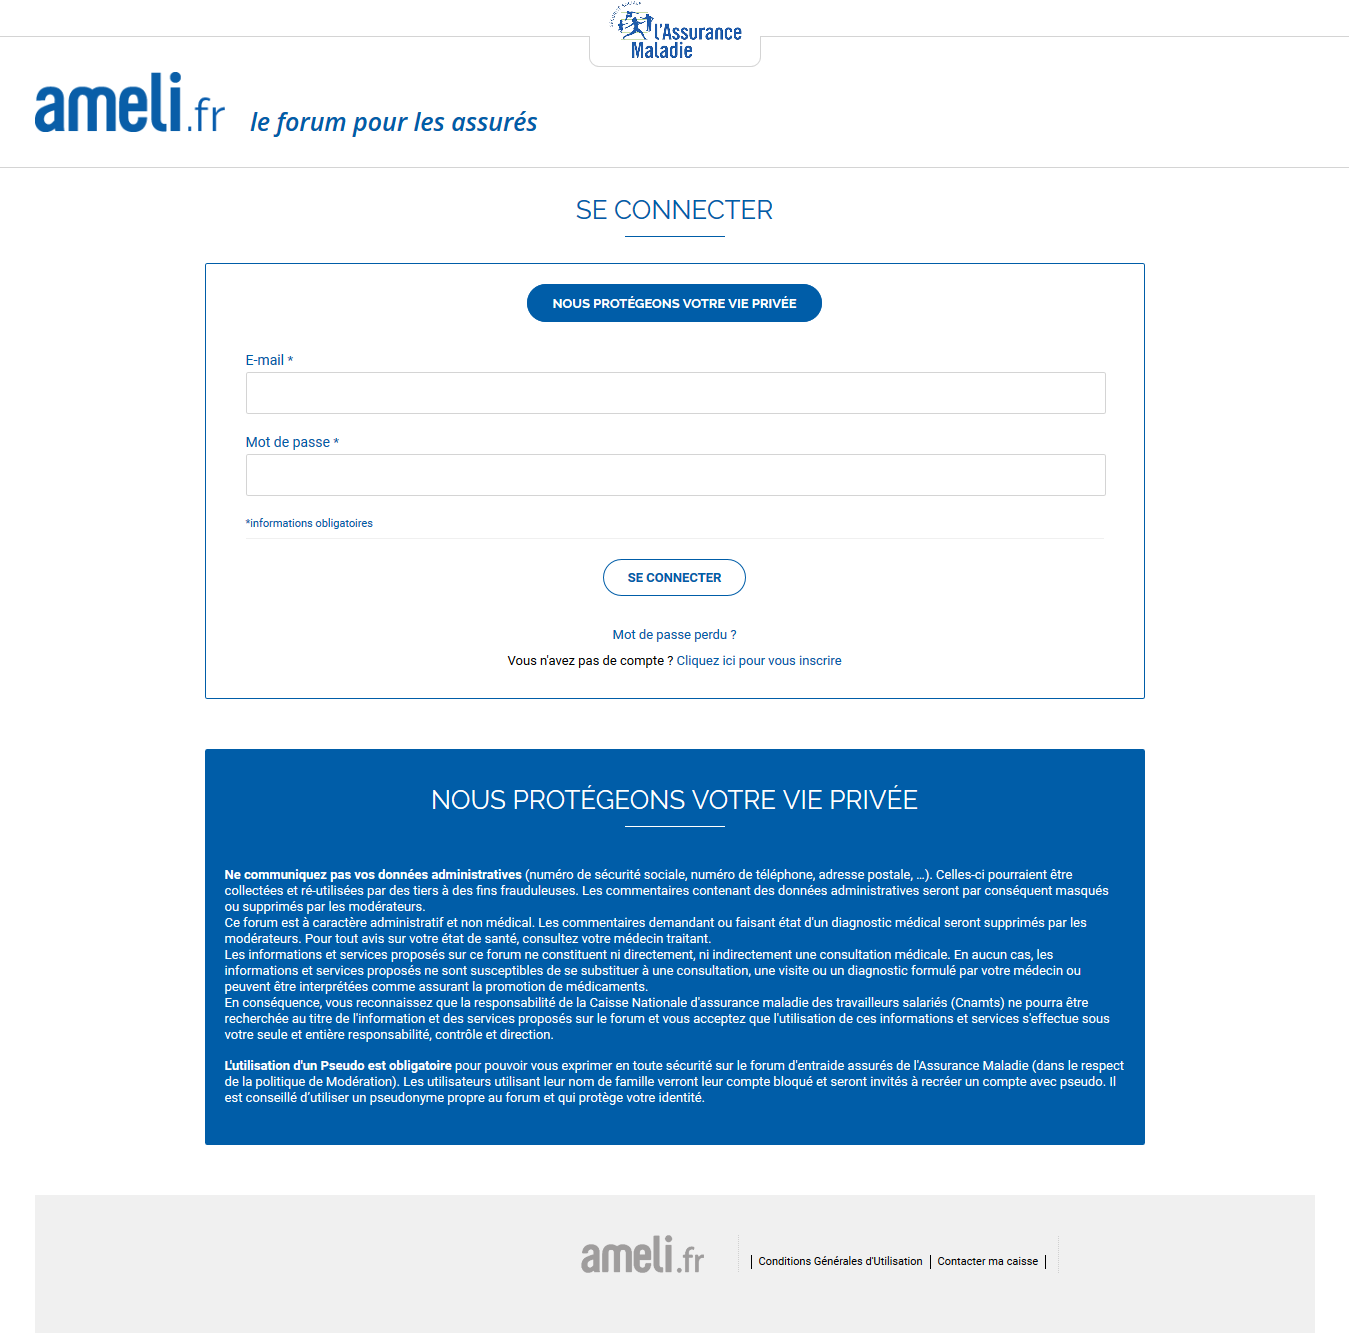 l'Assurance
Maladie
ameli.fr le forum pour les assurés
SE CONNECTER
NOUS PROTÉGEONS VOTRE VIE PRIVÉE
E-mail *
Mot de passe *
*informations obligatoires
SE CONNECTER
Mot de passe perdu ?
Vous n'avez pas de compte ? Cliquez ici pour vous inscrire
NOUS PROTÉGEONS VOTRE VIE PRIVÉE
Ne communiquez pas vos données administratives (numéro de sécurité sociale, numéro de téléphone, adresse postale, ...). Celles-ci pourraient être
collectées et ré-utilisées par des tiers à des fins frauduleuses. Les commentaires contenant des données administratives seront par conséquent masqués
ou supprimés par les modérateurs.
Ce forum est à caractère administratif et non médical. Les commentaires demandant ou faisant état d'un diagnostic médical seront supprimés par les
modérateurs. Pour tout avis sur votre état de santé, consultez votre médecin traitant.
Les informations et services proposés sur ce forum ne constituent ni directement, ni indirectement une consultation médicale. En aucun cas, les
informations et services proposés ne sont susceptibles de se substituer à une consultation, une visite ou un diagnostic formulé par votre médecin ou
peuvent être interprétées comme assurant la promotion de médicaments.
En conséquence, vous reconnaissez que la responsabilité de la Caisse Nationale d'assurance maladie des travailleurs salariés (Cnamts) ne pourra être
recherchée au titre de l'information et des services proposés sur le forum et vous acceptez que l'utilisation de ces informations et services s'effectue sous
votre seule et entière responsabilité, contrôle et direction.
L'utilisation d'un Pseudo est obligatoire pour pouvoir vous exprimer en toute sécurité sur le forum d'entraide assurés de l'Assurance Maladie (dans le respect
de la politique de Modération). Les utilisateurs utilisant leur nom de famille verront leur compte bloqué et seront invités à recréer un compte avec pseudo. Il
est conseillé d'utiliser un pseudonyme propre au forum et qui protège votre identité.
ameli.fr | Conditions Générales d'Utilisation | Contacter ma caisse |